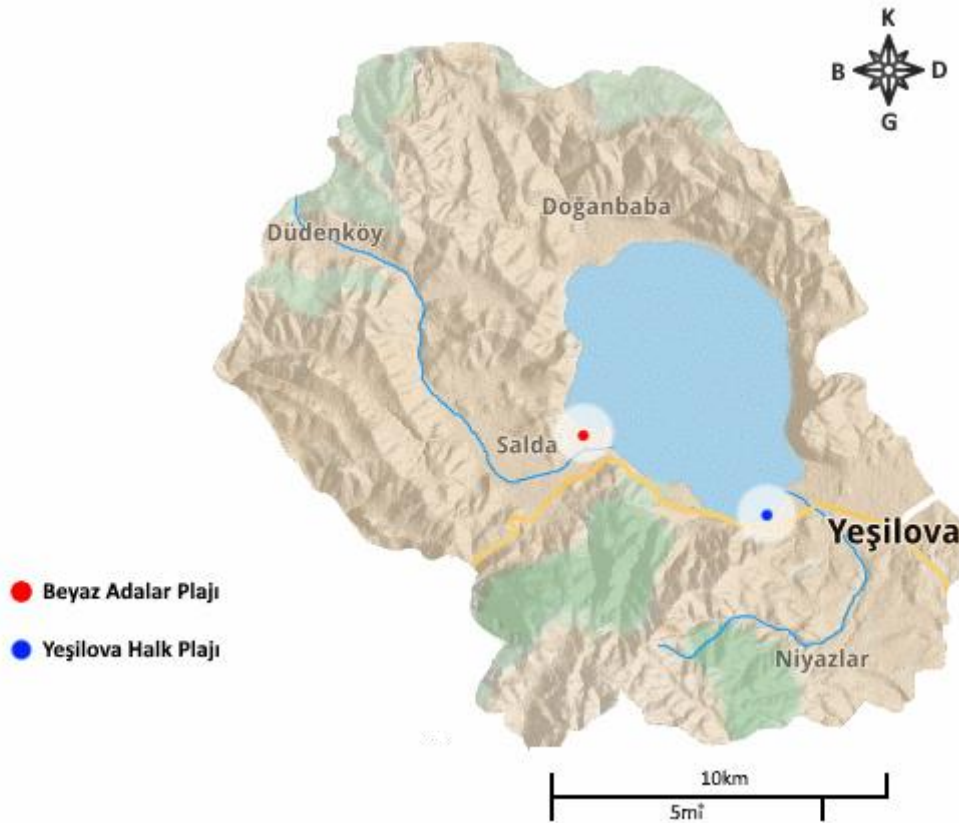 K
B
D
G
Doğanbaba
Düdenköy
Salda
Yeşilova
Beyaz Adalar Plajı
Yeşilova Halk Plajı
Niyazlar
10km
5mi